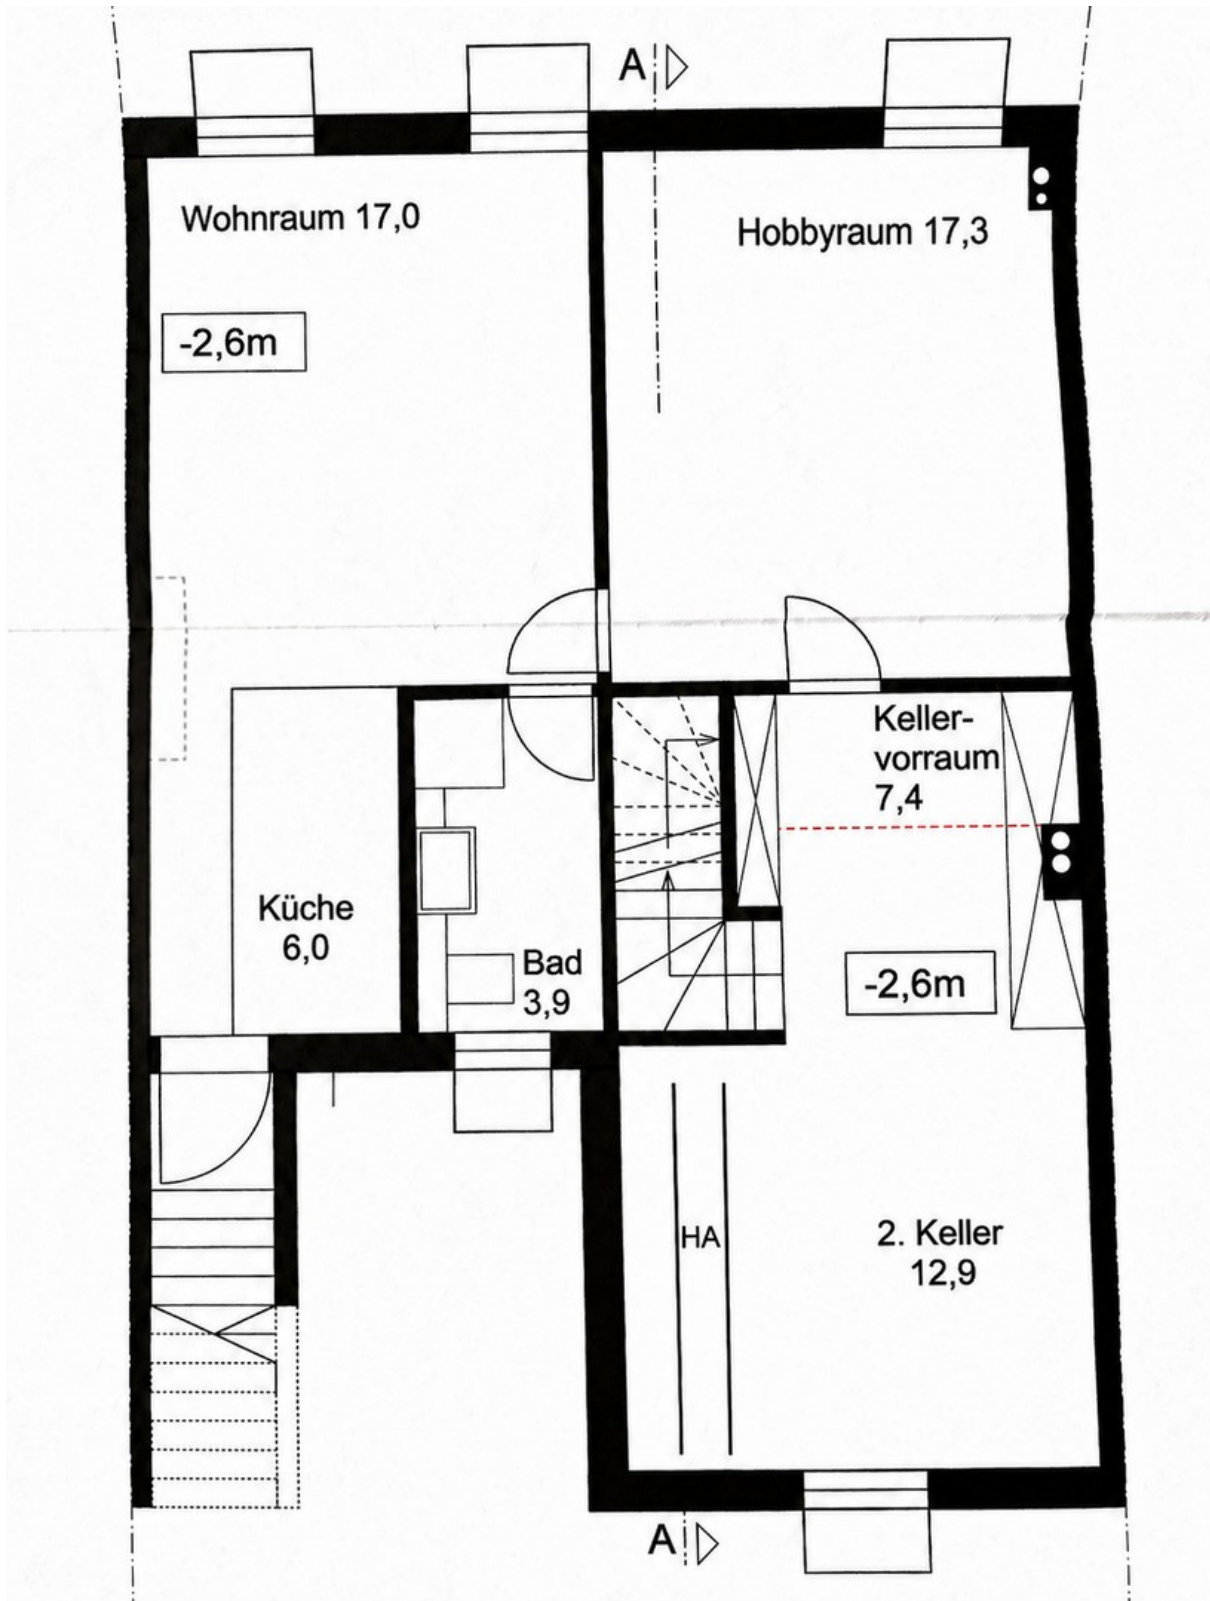 A
Wohnraum 17,0
Hobbyraum 17,3
-2,6m
Keller-
vorraum
7,4
Küche
6,0
Bad
3,9
-2,6m
HA
2. Keller
12,9
A